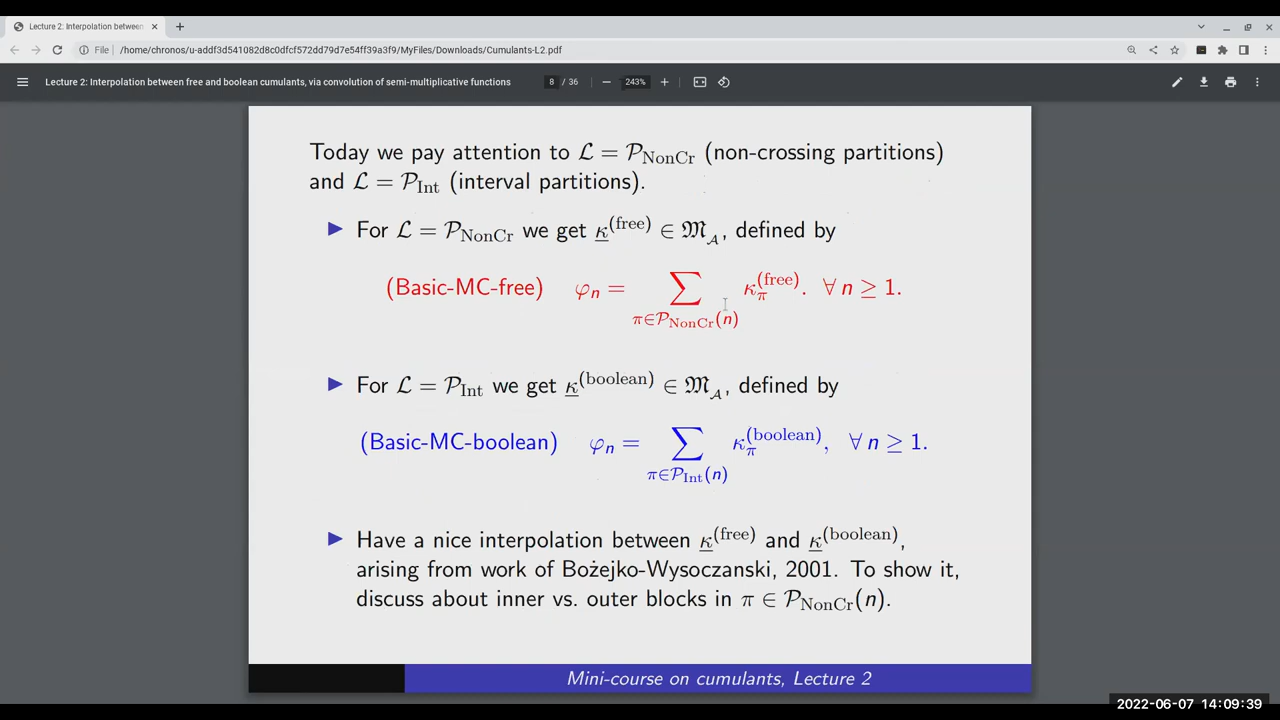 Lecture 2: Interpolation between
File
/home/chronos/u-addf3d541082d8c0dfcf572dd79d7e54ff39a3f9/MyFiles/Downloads/Cumulants-L2.pdf
Lecture 2: Interpolation between free and boolean cumulants, via convolution of semi-multiplicative functions
8 / 36
243%
Today we pay attention to ℒ = 𝒫_NonCr (non-crossing partitions)
and ℒ = 𝒫_Int (interval partitions).
▶ For ℒ = 𝒫_NonCr we get κ̲^(free) ∈ 𝔐_𝒜, defined by
(Basic-MC-free) φ_n = ∑_{π∈𝒫_NonCr(n)} κ_π^(free). ∀ n ≥ 1.
▶ For ℒ = 𝒫_Int we get κ̲^(boolean) ∈ 𝔐_𝒜, defined by
(Basic-MC-boolean) φ_n = ∑_{π∈𝒫_Int(n)} κ_π^(boolean), ∀ n ≥ 1.
▶ Have a nice interpolation between κ̲^(free) and κ̲^(boolean),
arising from work of Bożejko-Wysoczanski, 2001. To show it,
discuss about inner vs. outer blocks in π ∈ 𝒫_NonCr(n).
Mini-course on cumulants, Lecture 2
2022-06-07 14:09:39